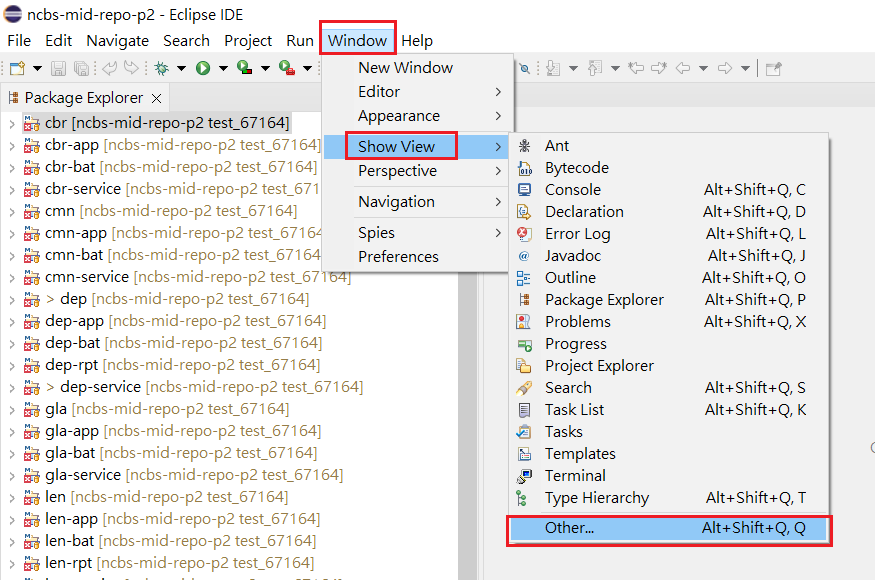 ncbs-mid-repo-p2 - Eclipse IDE
File Edit Navigate Search Project Run Window Help
Package Explorer
cbr [ncbs-mid-repo-p2 test_67164]
cbr-app [ncbs-mid-repo-p2 test_67164]
cbr-bat [ncbs-mid-repo-p2 test_67164]
cbr-service [ncbs-mid-repo-p2 test_671
cmn [ncbs-mid-repo-p2 test_67164]
cmn-app [ncbs-mid-repo-p2 test_6716
cmn-bat [ncbs-mid-repo-p2 test_67164
cmn-service [ncbs-mid-repo-p2 test_67164]
> dep [ncbs-mid-repo-p2 test_67164]
dep-app [ncbs-mid-repo-p2 test_67164]
dep-bat [ncbs-mid-repo-p2 test_67164]
dep-rpt [ncbs-mid-repo-p2 test_67164]
> dep-service [ncbs-mid-repo-p2 test_67164]
gla [ncbs-mid-repo-p2 test_67164]
gla-app [ncbs-mid-repo-p2 test_67164]
gla-bat [ncbs-mid-repo-p2 test_67164]
gla-service [ncbs-mid-repo-p2 test_67164]
len [ncbs-mid-repo-p2 test_67164]
len-app [ncbs-mid-repo-p2 test_67164]
len-bat [ncbs-mid-repo-p2 test_67164]
len-rpt [ncbs-mid-repo-p2 test_67164]
New Window
Editor
Appearance
Show View
Perspective
Navigation
Spies
Preferences
Ant
Bytecode
Console Alt+Shift+Q, C
Declaration Alt+Shift+Q, D
Error Log Alt+Shift+Q, L
Javadoc Alt+Shift+Q, J
Outline Alt+Shift+Q, O
Package Explorer Alt+Shift+Q, P
Problems Alt+Shift+Q, X
Progress
Project Explorer
Search Alt+Shift+Q, S
Task List Alt+Shift+Q, K
Tasks
Templates
Terminal
Type Hierarchy Alt+Shift+Q, T
Other... Alt+Shift+Q, Q